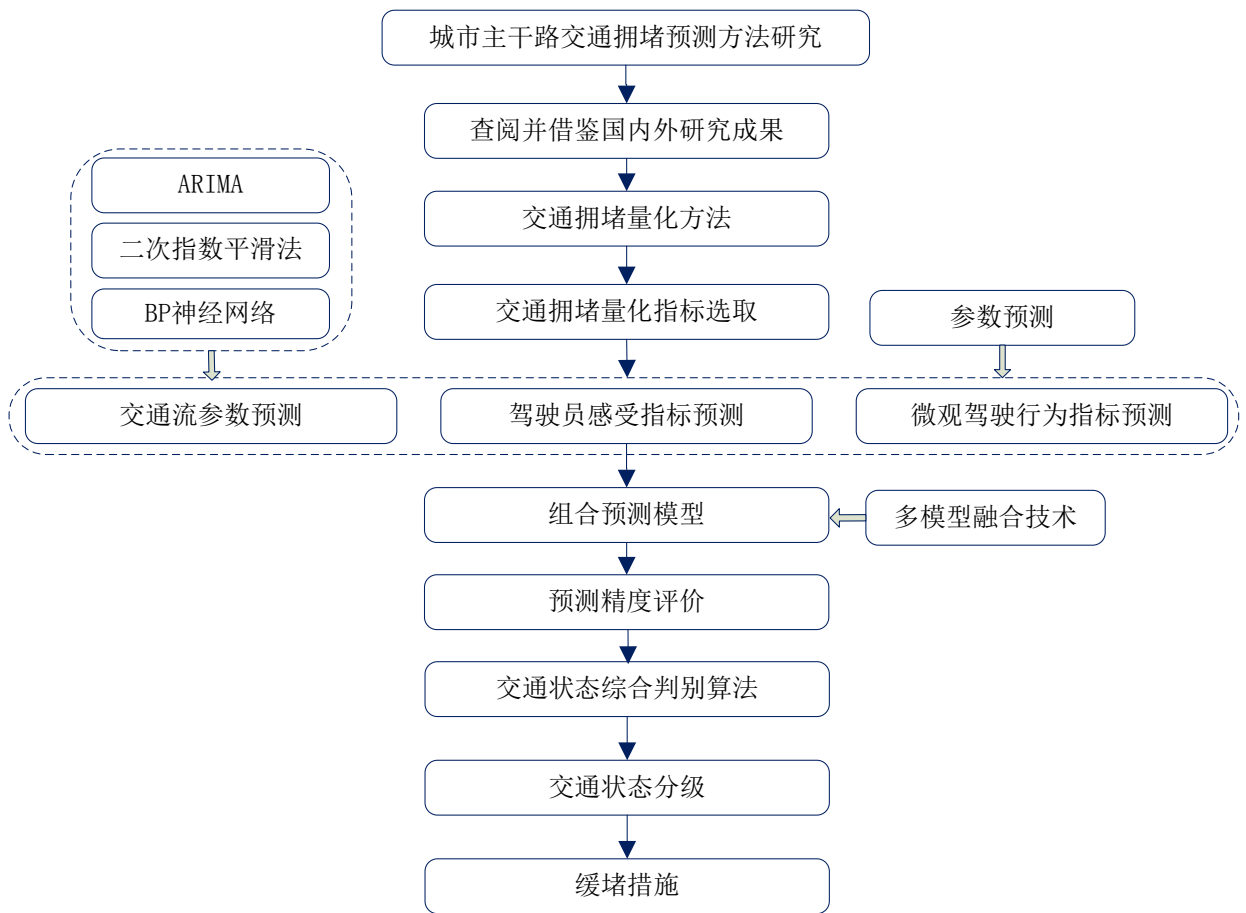 城市主干路交通拥堵预测方法研究
查阅并借鉴国内外研究成果
ARIMA
二次指数平滑法
BP神经网络
交通拥堵量化方法
交通拥堵量化指标选取
参数预测
交通流参数预测
驾驶员感受指标预测
微观驾驶行为指标预测
组合预测模型
多模型融合技术
预测精度评价
交通状态综合判别算法
交通状态分级
缓堵措施